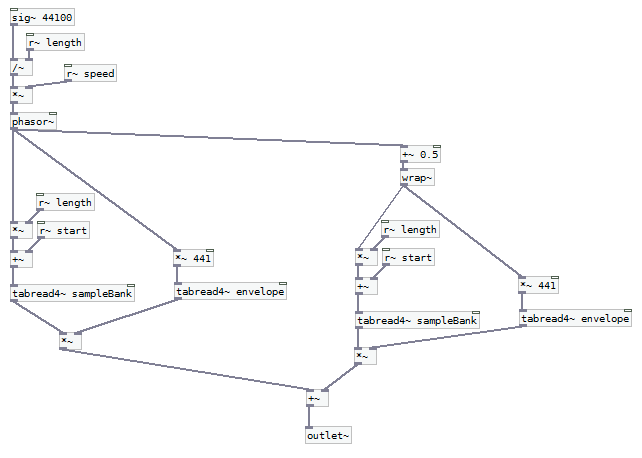 sig~ 44100
r~ length
/~
r~ speed
*~
phasor~
+~ 0.5
wrap~
r~ length
*~
r~ start
+~
*~ 441
r~ length
*~
r~ start
+~
*~ 441
tabread4~ sampleBank
tabread4~ envelope
tabread4~ sampleBank
tabread4~ envelope
*~
*~
+~
outlet~